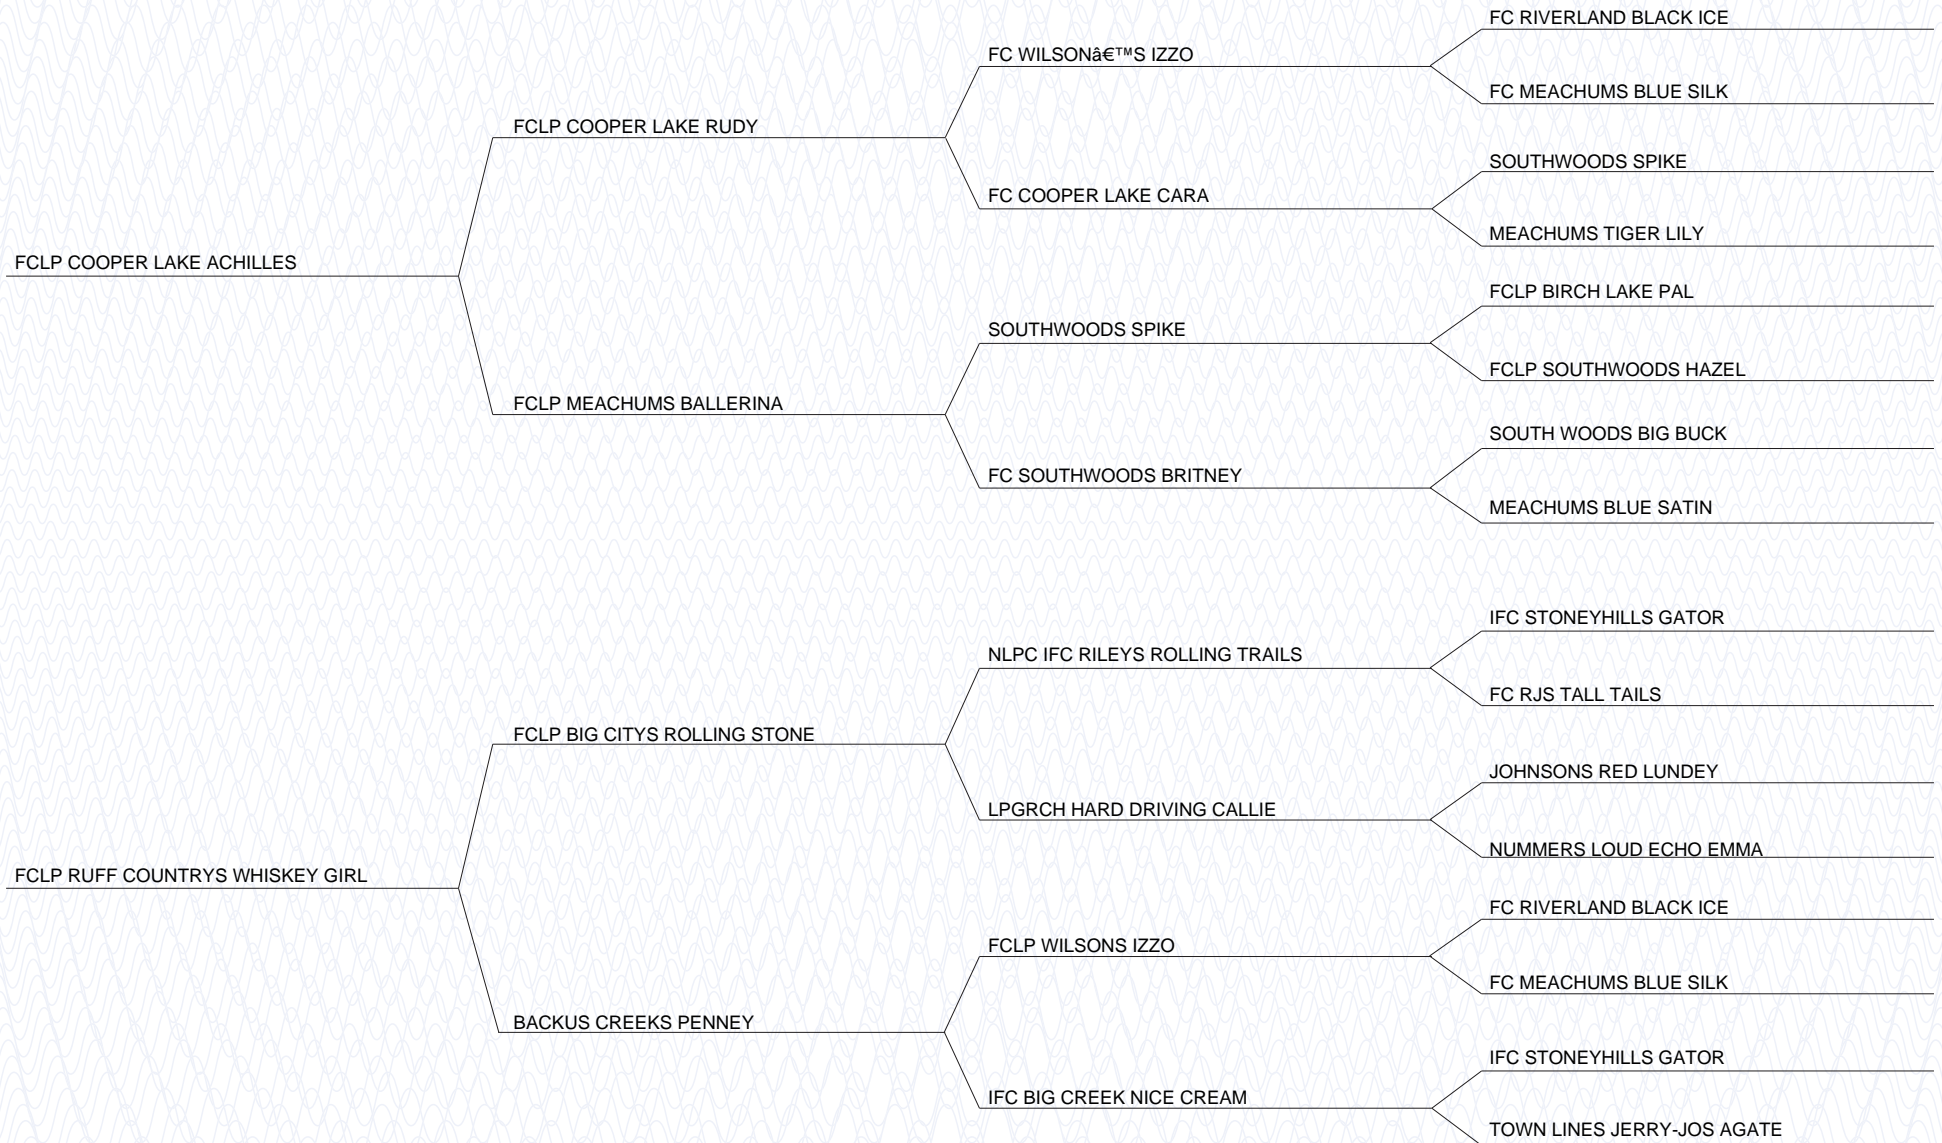 FC RIVERLAND BLACK ICE
FC WILSONâ€™S IZZO
FC MEACHUMS BLUE SILK
FCLP COOPER LAKE RUDY
SOUTHWOODS SPIKE
FC COOPER LAKE CARA
MEACHUMS TIGER LILY
FCLP COOPER LAKE ACHILLES
FCLP BIRCH LAKE PAL
SOUTHWOODS SPIKE
FCLP SOUTHWOODS HAZEL
FCLP MEACHUMS BALLERINA
SOUTH WOODS BIG BUCK
FC SOUTHWOODS BRITNEY
MEACHUMS BLUE SATIN
IFC STONEYHILLS GATOR
NLPC IFC RILEYS ROLLING TRAILS
FC RJS TALL TAILS
FCLP BIG CITYS ROLLING STONE
JOHNSONS RED LUNDEY
LPGRCH HARD DRIVING CALLIE
NUMMERS LOUD ECHO EMMA
FCLP RUFF COUNTRYS WHISKEY GIRL
FC RIVERLAND BLACK ICE
FCLP WILSONS IZZO
FC MEACHUMS BLUE SILK
BACKUS CREEKS PENNEY
IFC STONEYHILLS GATOR
IFC BIG CREEK NICE CREAM
TOWN LINES JERRY-JOS AGATE